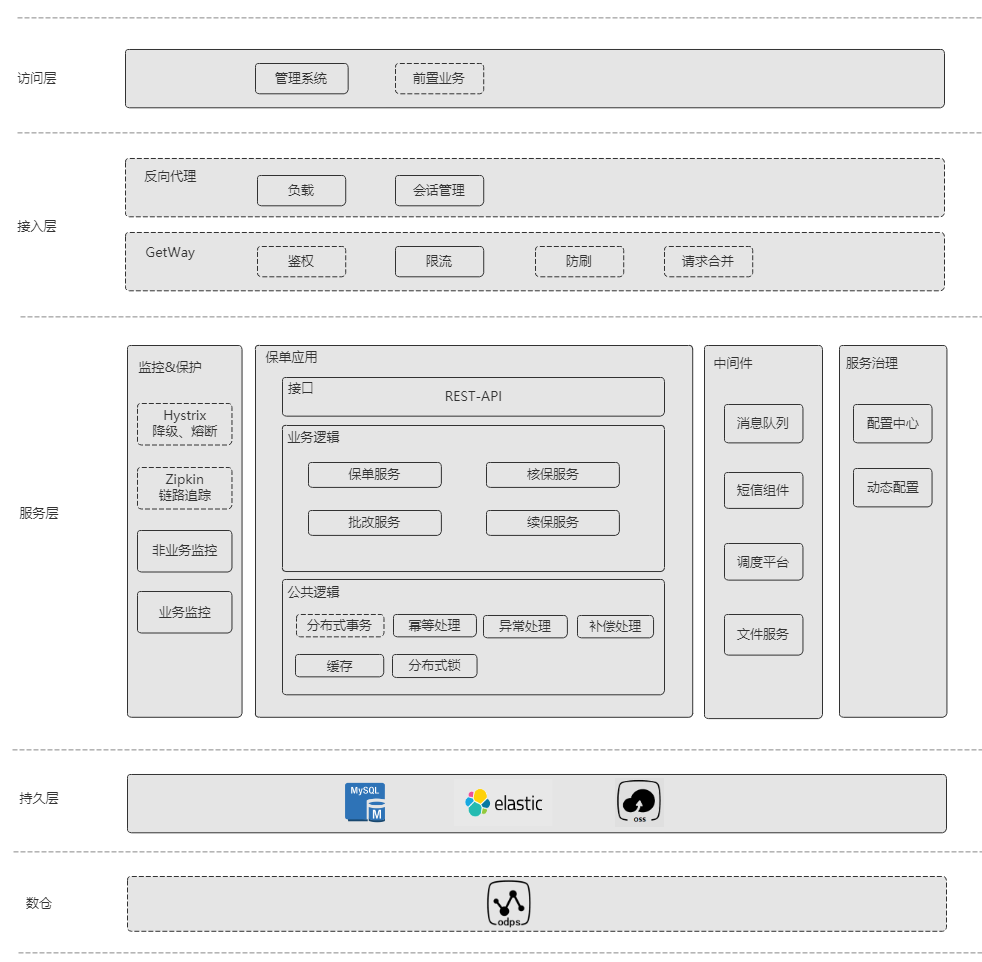 访问层
管理系统
前置业务
接入层
反向代理
负载
会话管理
GetWay
鉴权
限流
防刷
请求合并
服务层
监控&保护
Hystrix
降级、熔断
Zipkin
链路追踪
非业务监控
业务监控
保单应用
接口
REST-API
业务逻辑
保单服务
核保服务
批改服务
续保服务
公共逻辑
分布式事务
幂等处理
异常处理
补偿处理
缓存
分布式锁
中间件
消息队列
短信组件
调度平台
文件服务
服务治理
配置中心
动态配置
持久层
MySQL
M
elastic
oss
数仓
odps